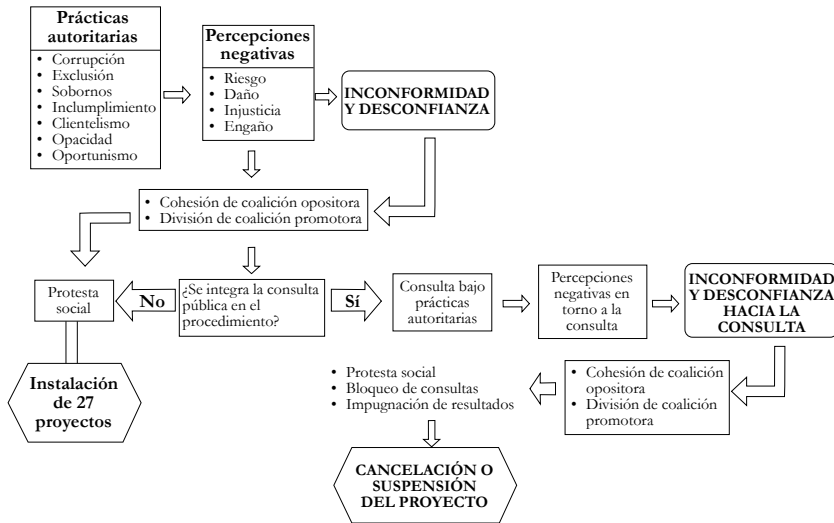 Prácticas
autoritarias
• Corrupción
• Exclusión
• Sobornos
• Inclumplimiento
• Clientelismo
• Opacidad
• Oportunismo
Percepciones
negativas
• Riesgo
• Daño
• Injusticia
• Engaño
INCONFORMIDAD
Y DESCONFIANZA
• Cohesión de coalición opositora
• División de coalición promotora
Protesta
social
No
¿Se integra la consulta
pública en el
procedimiento?
Sí
Consulta bajo
prácticas
autoritarias
Percepciones
negativas en
torno a la
consulta
INCONFORMIDAD
Y DESCONFIANZA
HACIA LA
CONSULTA
Instalación
de 27
proyectos
• Protesta social
• Bloqueo de consultas
• Impugnación de resultados
• Cohesión de coalición
opositora
• División de coalición
promotora
CANCELACIÓN O
SUSPENSIÓN
DEL PROYECTO